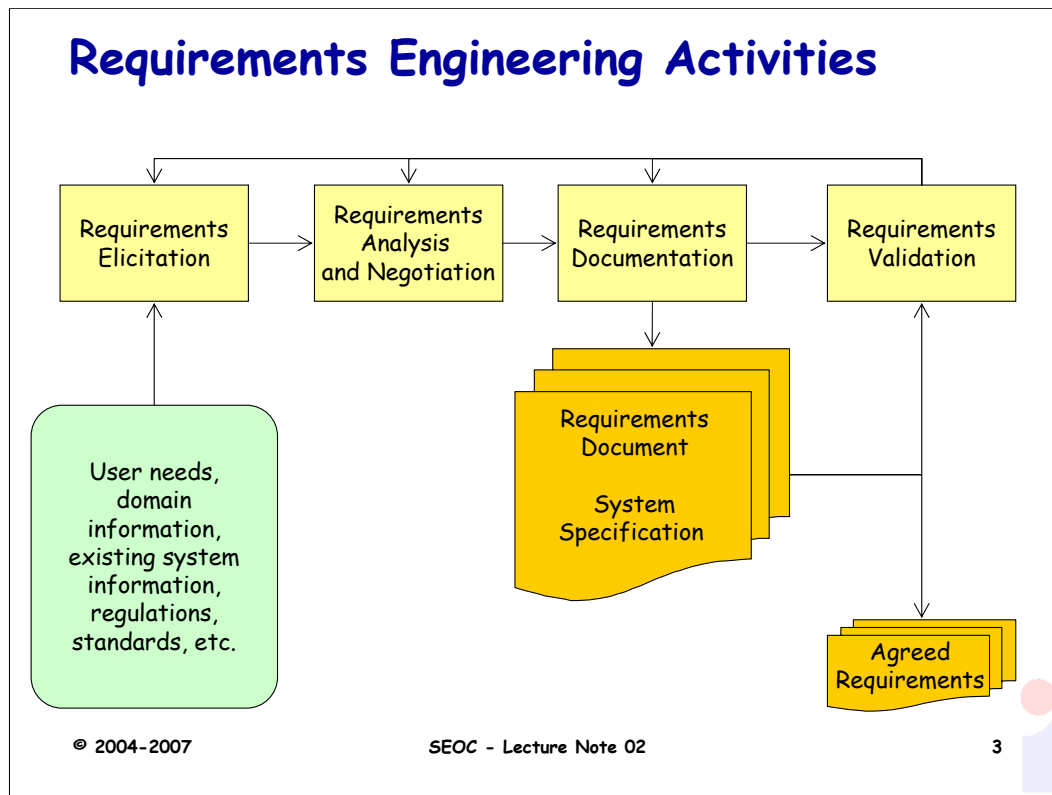 Requirements Engineering Activities
Requirements
Elicitation
Requirements
Analysis
and Negotiation
Requirements
Documentation
Requirements
Validation
User needs,
domain
information,
existing system
information,
regulations,
standards, etc.
Requirements
Document
System
Specification
Agreed
Requirements
© 2004-2007
SEOC - Lecture Note 02
3